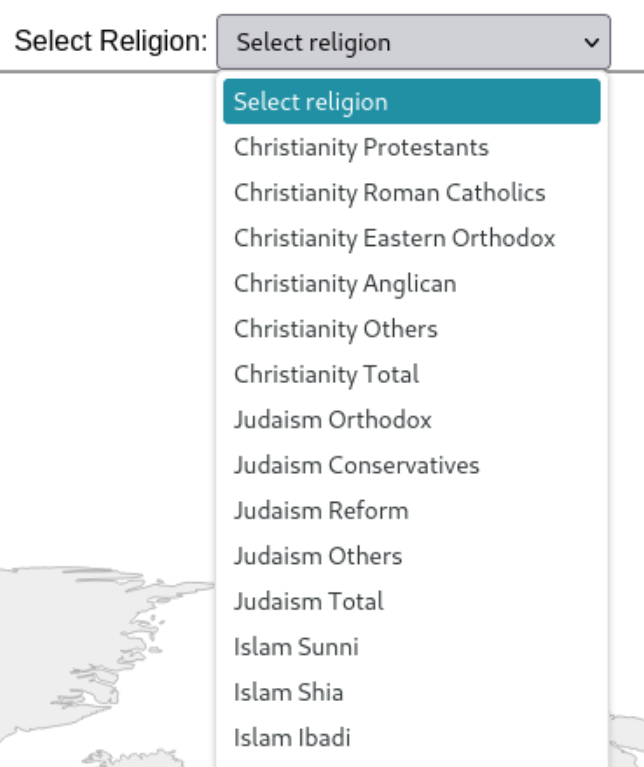 Select Religion: Select religion
Select religion
Christianity Protestants
Christianity Roman Catholics
Christianity Eastern Orthodox
Christianity Anglican
Christianity Others
Christianity Total
Judaism Orthodox
Judaism Conservatives
Judaism Reform
Judaism Others
Judaism Total
Islam Sunni
Islam Shia
Islam Ibadi